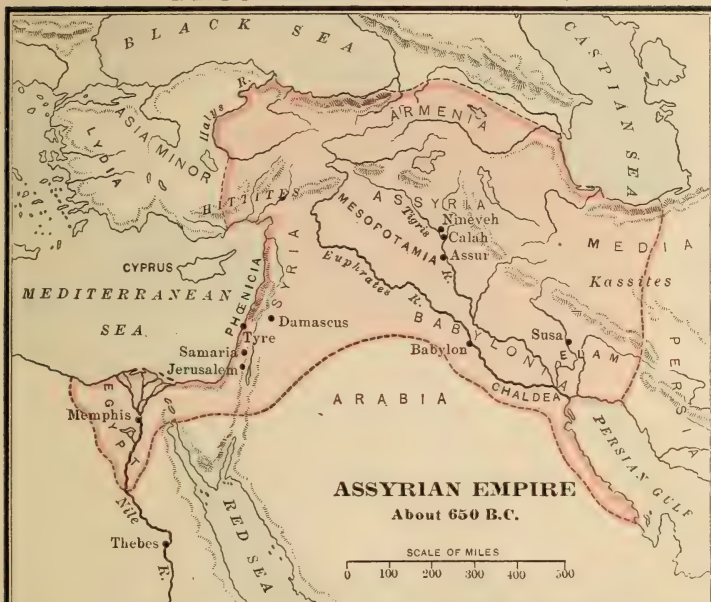 BLACK SEA
CASPIAN SEA
Halys R.
ARMENIA
ASIA MINOR
LYDIA
HITTITES
ASSYRIA
Nineveh
Calah
Assur
Tigris R.
MESOPOTAMIA
MEDIA
Kassites
CYPRUS
MEDITERRANEAN
SEA
PHŒNICIA
SYRIA
Euphrates R.
BABYLONIA
Damascus
Tyre
Samaria
Jerusalem
Babylon
Susa
ELAM
CHALDEA
PERSIA
ARABIA
EGYPT
Memphis
PERSIAN GULF
Nile R.
RED SEA
Thebes
ASSYRIAN EMPIRE
About 650 B.C.
SCALE OF MILES
0 100 200 300 400 500